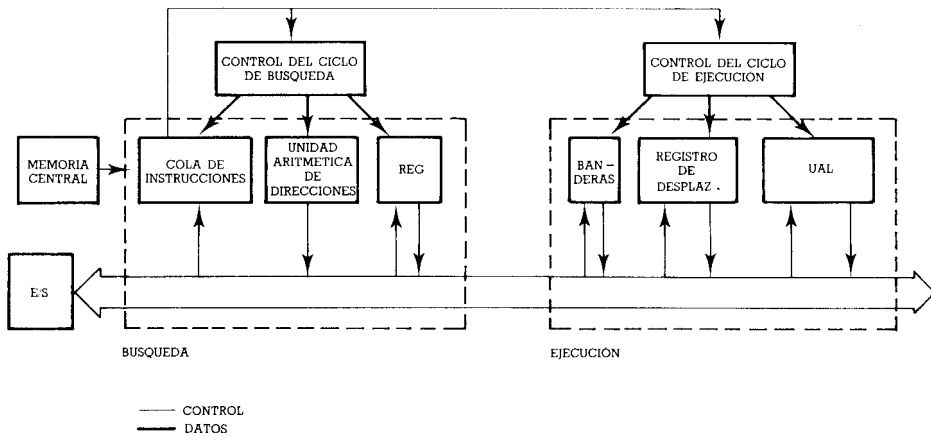 CONTROL DEL CICLO
DE BUSQUEDA
CONTROL DEL CICLO
DE EJECUCIÓN
MEMORIA
CENTRAL
COLA DE
INSTRUCCIONES
UNIDAD
ARITMETICA
DE
DIRECCIONES
REG
BAN-
DERAS
REGISTRO
DE
DESPLAZ.
UAL
E/S
BUSQUEDA
EJECUCIÓN
CONTROL
DATOS